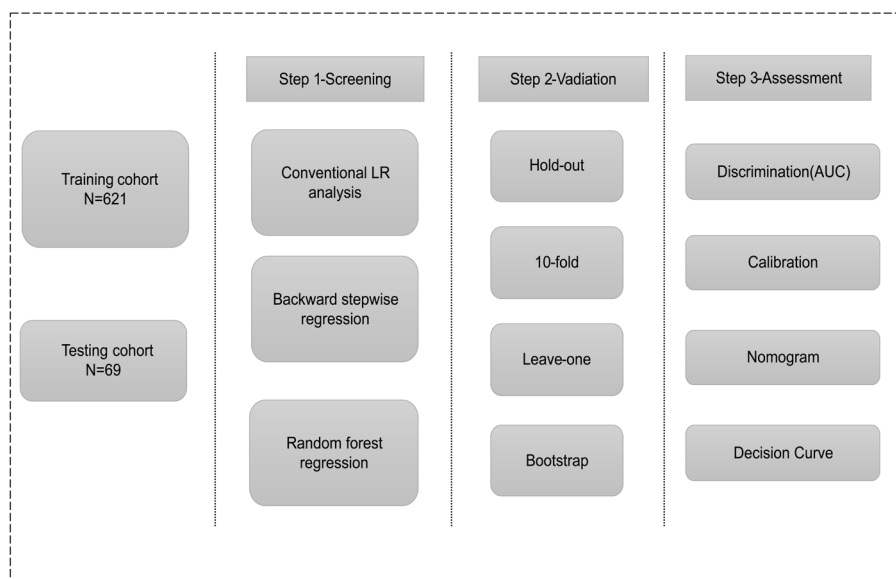 Training cohort
N=621
Testing cohort
N=69
Step 1-Screening
Conventional LR
analysis
Backward stepwise
regression
Random forest
regression
Step 2-Vadiation
Hold-out
10-fold
Leave-one
Bootstrap
Step 3-Assessment
Discrimination(AUC)
Calibration
Nomogram
Decision Curve